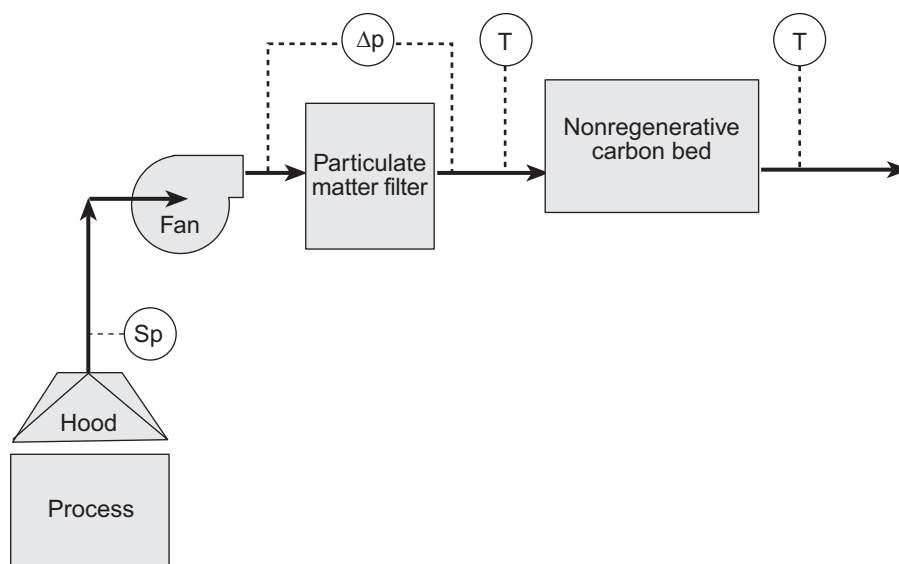 Δp
T
T
Nonregenerative
carbon bed
Particulate
matter filter
Fan
Sp
Hood
Process